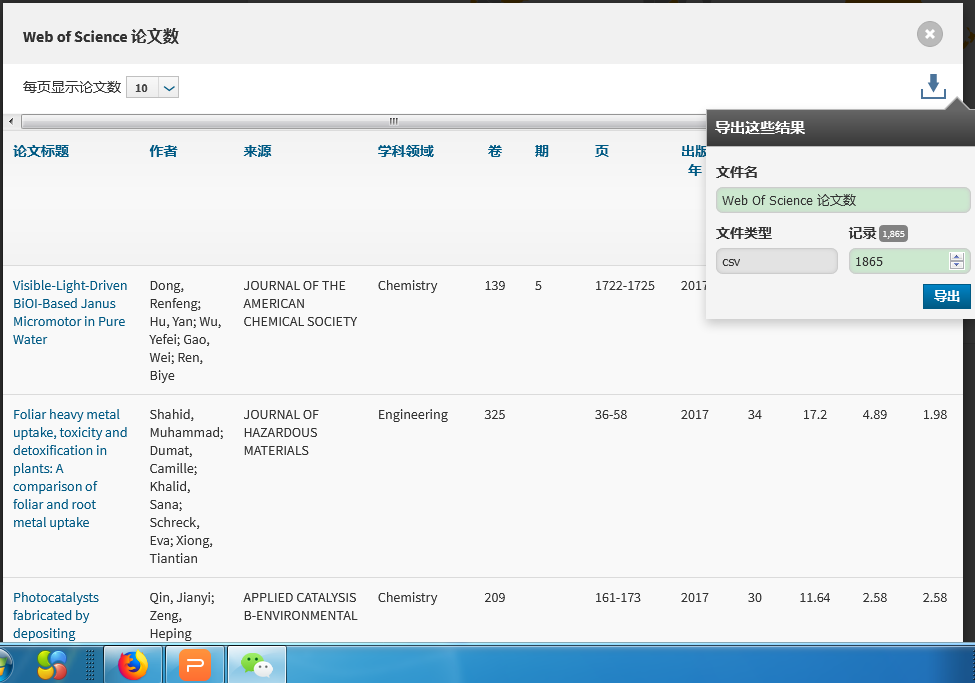 Web of Science 论文数
每页显示论文数 10
导出这些结果
文件名
Web Of Science 论文数
文件类型 记录 1,865
csv 1865
导出
论文标题 作者 来源 学科领域 卷 期 页 出版
年
Visible-Light-Driven Dong, JOURNAL OF THE Chemistry 139 5 1722-1725 2017
BiOI-Based Janus Renfeng; AMERICAN
Micromotor in Pure Hu, Yan; Wu, CHEMICAL SOCIETY
Water Yefei; Gao,
Wei; Ren,
Biye
Foliar heavy metal Shahid, JOURNAL OF Engineering 325 36-58 2017 34 17.2 4.89 1.98
uptake, toxicity and Muhammad; HAZARDOUS
detoxification in Dumat, MATERIALS
plants: A Camille;
comparison of Khalid,
foliar and root Sana;
metal uptake Schreck,
Eva; Xiong,
Tiantian
Photocatalysts Qin, Jianyi; APPLIED CATALYSIS Chemistry 209 161-173 2017 30 11.64 2.58 2.58
fabricated by Zeng, B-ENVIRONMENTAL
depositing Heping